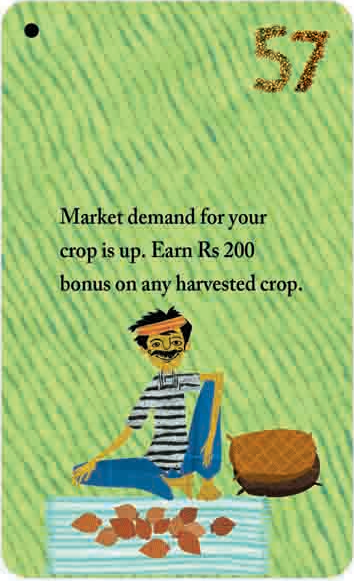 57
Market demand for your
crop is up. Earn Rs 200
bonus on any harvested crop.